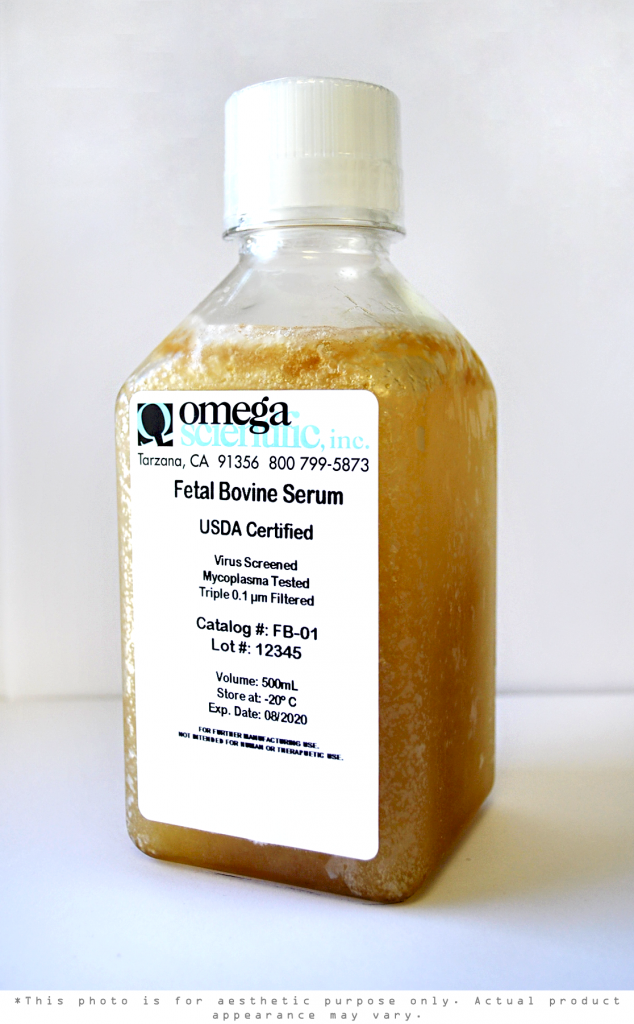 Ω omega
scientific, inc.
Tarzana, CA 91356 800 799-5873
Fetal Bovine Serum
USDA Certified
Virus Screened
Mycoplasma Tested
Triple 0.1 µm Filtered
Catalog #: FB-01
Lot #: 12345
Volume: 500mL
Store at: -20º C
Exp. Date: 08/2020
FOR FURTHER MANUFACTURING USE.
NOT INTENDED FOR HUMAN OR THERAPEUTIC USE.
*This photo is for aesthetic purpose only. Actual product
appearance may vary.